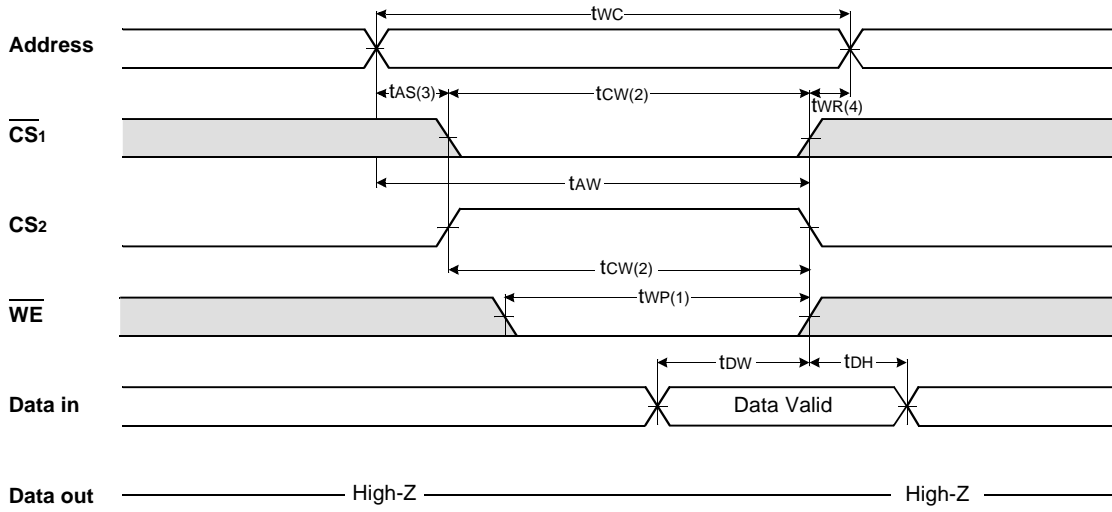 tWC
Address
tAS(3) tCW(2) tWR(4)
CS1
tAW
CS2
tCW(2)
tWP(1)
WE
tDW tDH
Data in Data Valid
Data out High-Z High-Z